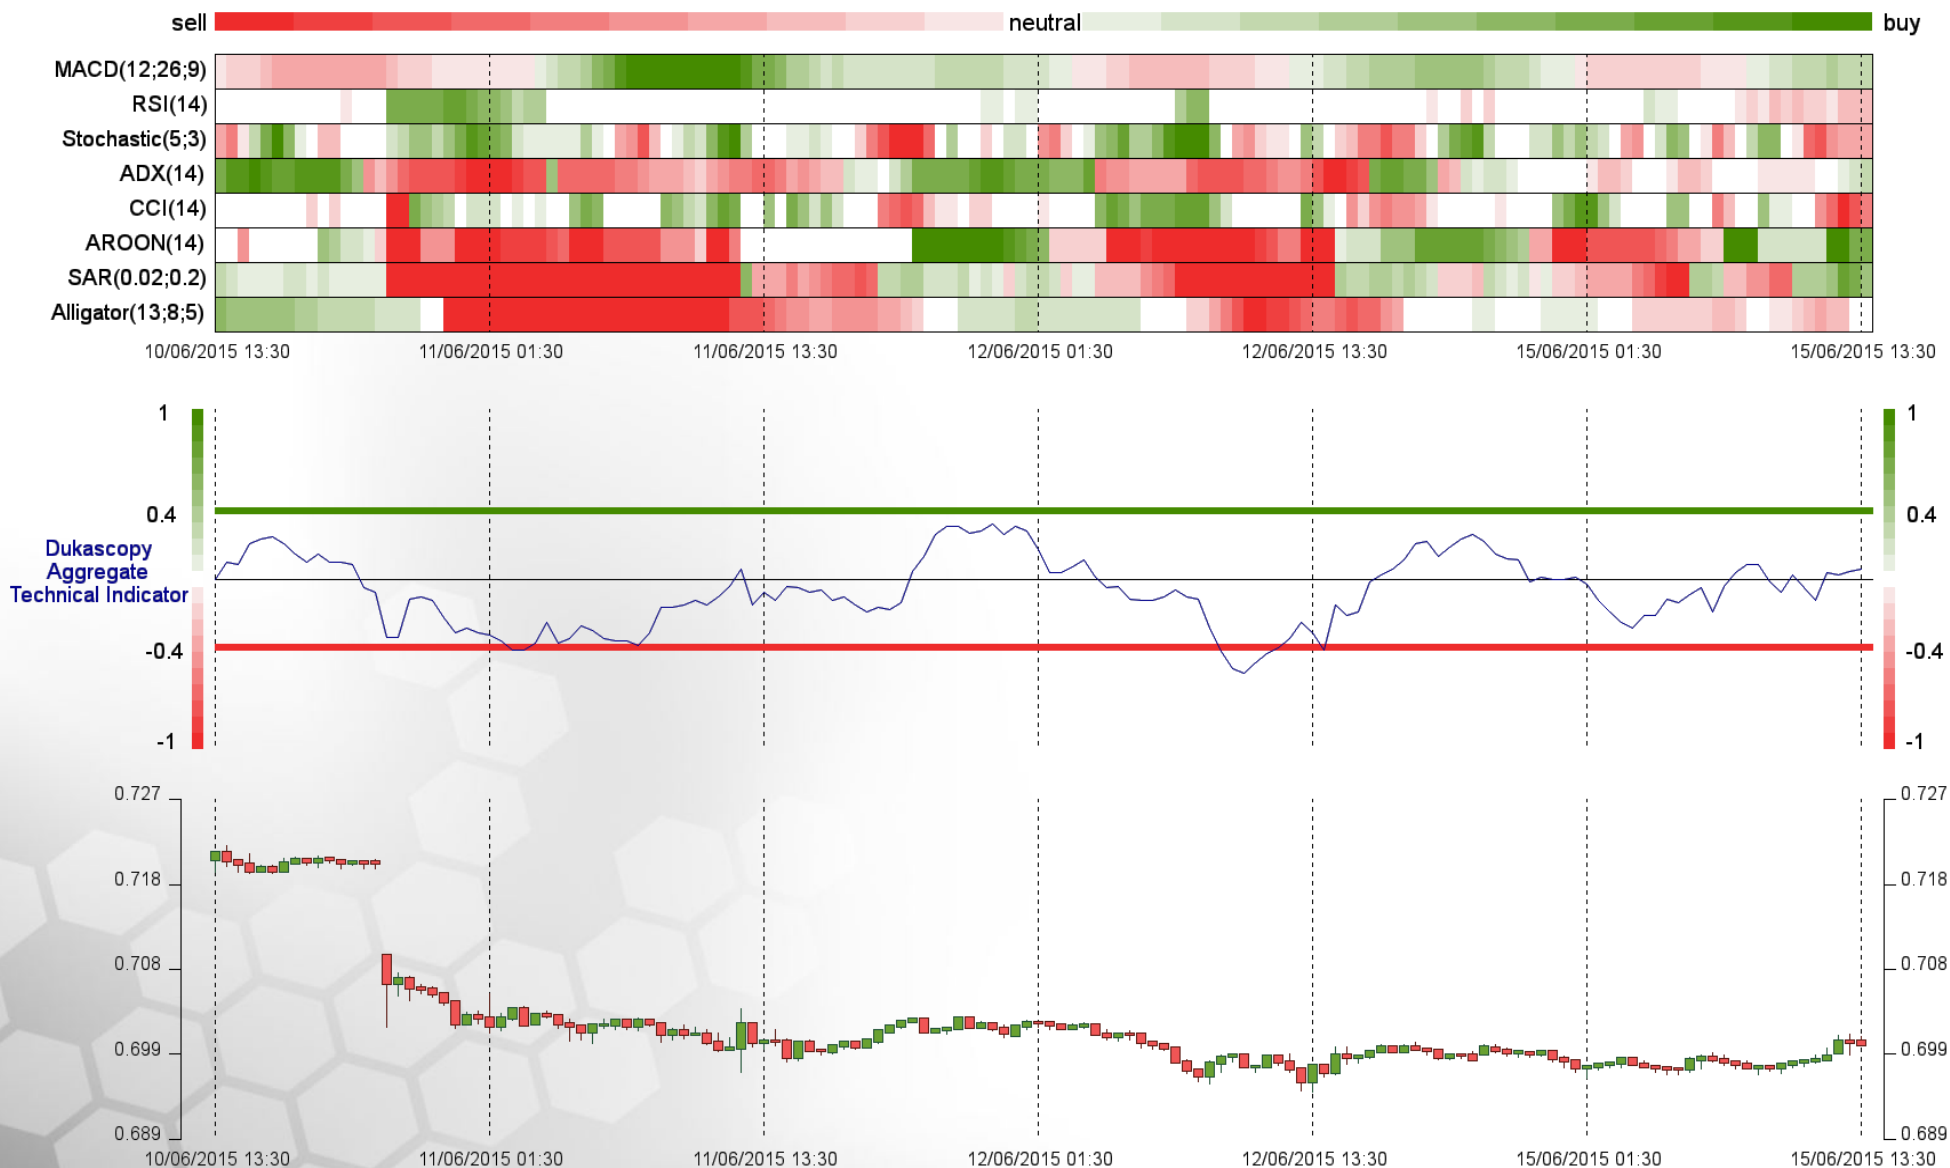 sell neutral buy
MACD(12;26;9)
RSI(14)
Stochastic(5;3)
ADX(14)
CCI(14)
AROON(14)
SAR(0.02;0.2)
Alligator(13;8;5)
10/06/2015 13:30 11/06/2015 01:30 11/06/2015 13:30 12/06/2015 01:30 12/06/2015 13:30 15/06/2015 01:30 15/06/2015 13:30
1 1
0.4 0.4
Dukascopy
Aggregate
Technical Indicator
-0.4 -0.4
-1 -1
0.727 0.727
0.718 0.718
0.708 0.708
0.699 0.699
0.689 0.689
10/06/2015 13:30 11/06/2015 01:30 11/06/2015 13:30 12/06/2015 01:30 12/06/2015 13:30 15/06/2015 01:30 15/06/2015 13:30